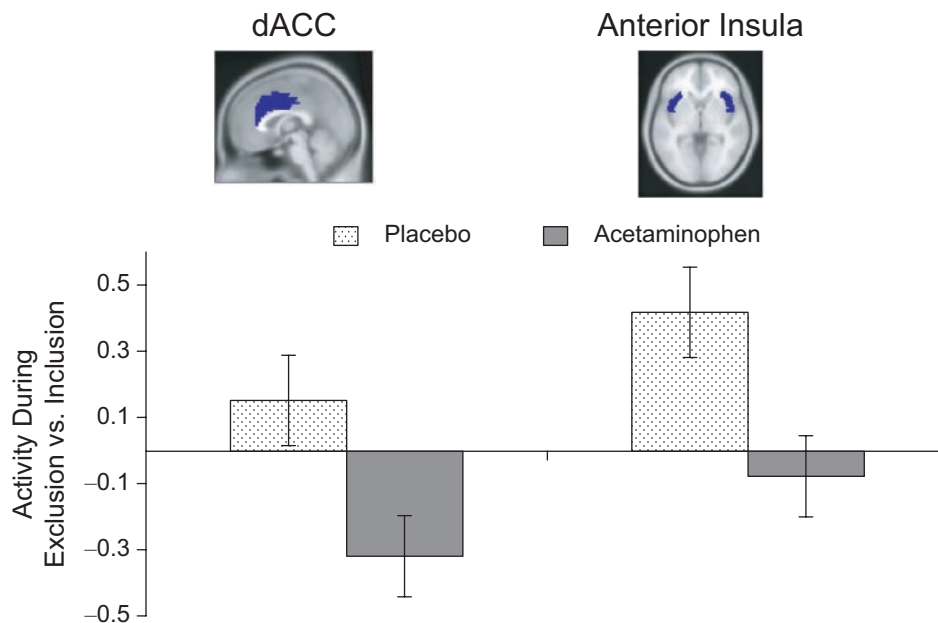 dACC
Anterior Insula
Placebo
Acetaminophen
Activity During
Exclusion vs. Inclusion
0.5
0.3
0.1
–0.1
–0.3
–0.5